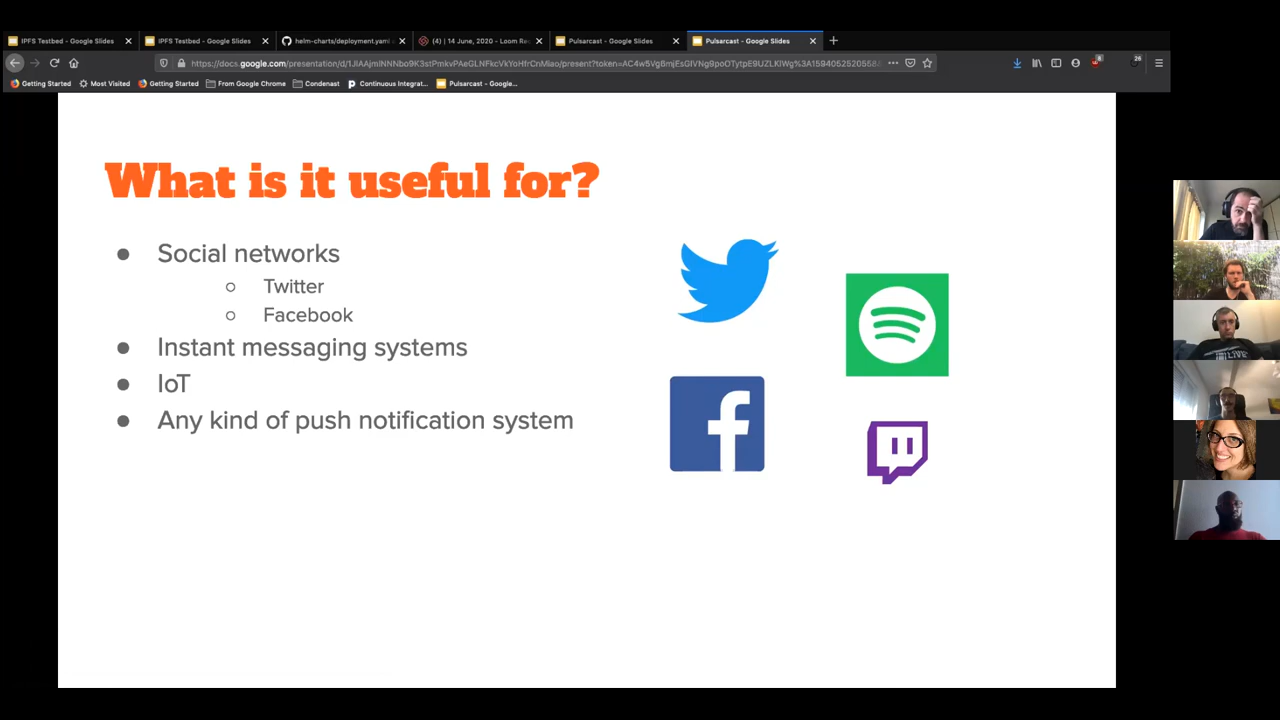 IPFS Testbed - Google Slides
IPFS Testbed - Google Slides
helm-charts/deployment.yaml
(4) | 14 June, 2020 - Loom Re
Pulsarcast - Google Slides
Pulsarcast - Google Slides
Getting Started
Most Visited
Getting Started
From Google Chrome
Condenast
Continuous Integrat...
Pulsarcast - Google...
What is it useful for?
● Social networks
○ Twitter
○ Facebook
● Instant messaging systems
● IoT
● Any kind of push notification system